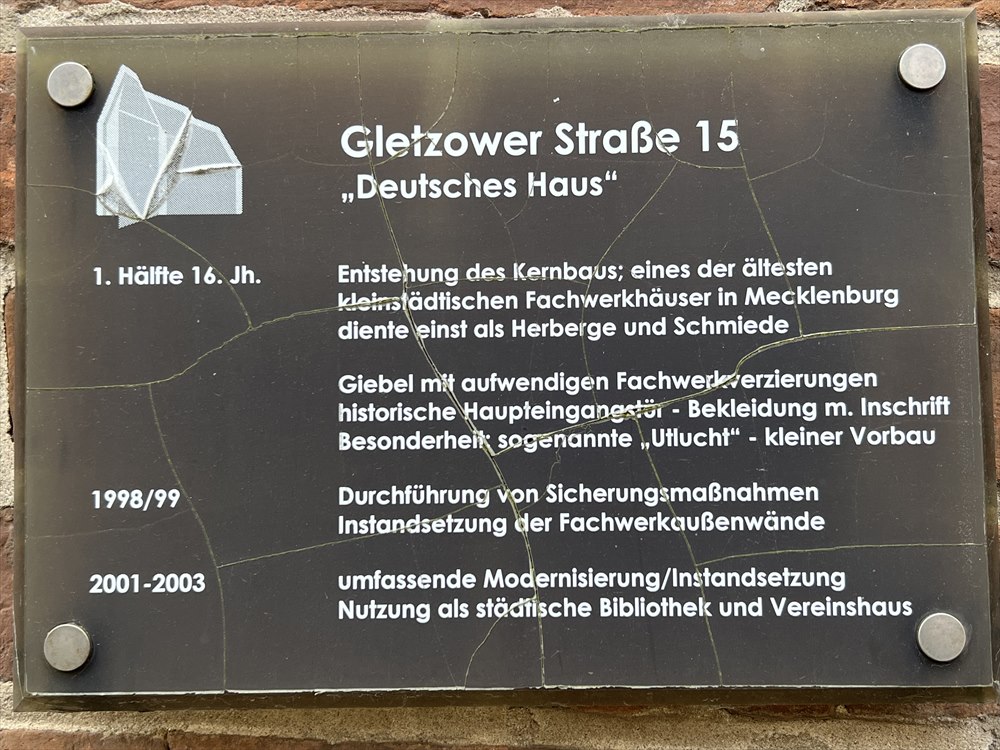 Gletzower Straße 15
„Deutsches Haus“
1. Hälfte 16. Jh. Entstehung des Kernbaus; eines der ältesten
kleinstädtischen Fachwerkhäuser in Mecklenburg
diente einst als Herberge und Schmiede
Giebel mit aufwendigen Fachwerkverzierungen
historische Haupteingangstür - Bekleidung m. Inschrift
Besonderheit: sogenannte „Utlucht“ - kleiner Vorbau
1998/99 Durchführung von Sicherungsmaßnahmen
Instandsetzung der Fachwerkaußenwände
2001-2003 umfassende Modernisierung/Instandsetzung
Nutzung als städtische Bibliothek und Vereinshaus